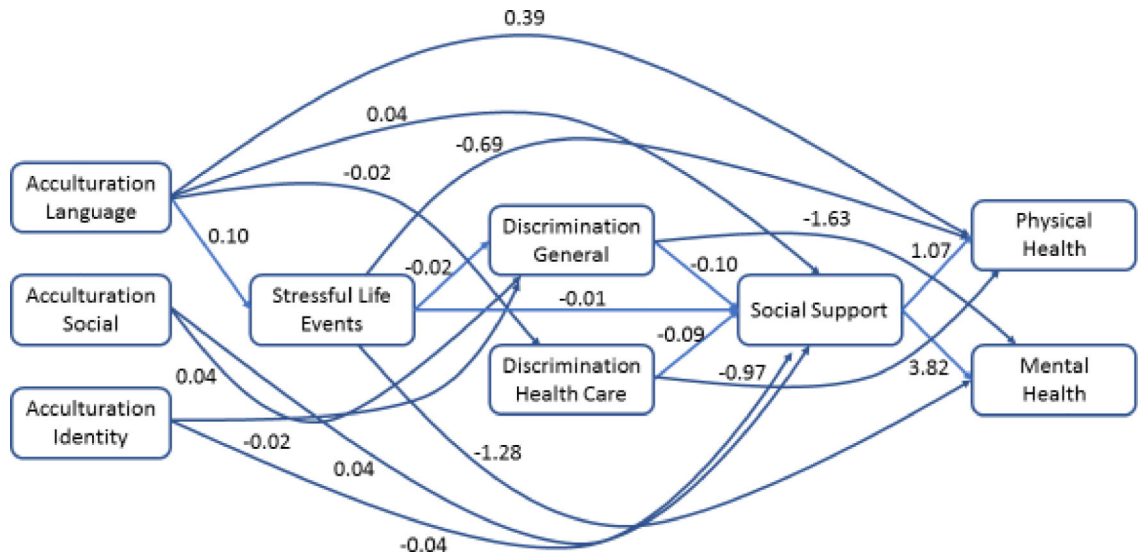 0.39
0.04
-0.69
-0.02
Acculturation
Language
Discrimination
General
-1.63
Physical
Health
0.10
1.07
-0.02
-0.10
Acculturation
Social
Stressful Life
Events
-0.01
Social Support
-0.09
Discrimination
Health Care
-0.97
3.82
Mental
Health
0.04
Acculturation
Identity
-0.02
0.04
-1.28
-0.04